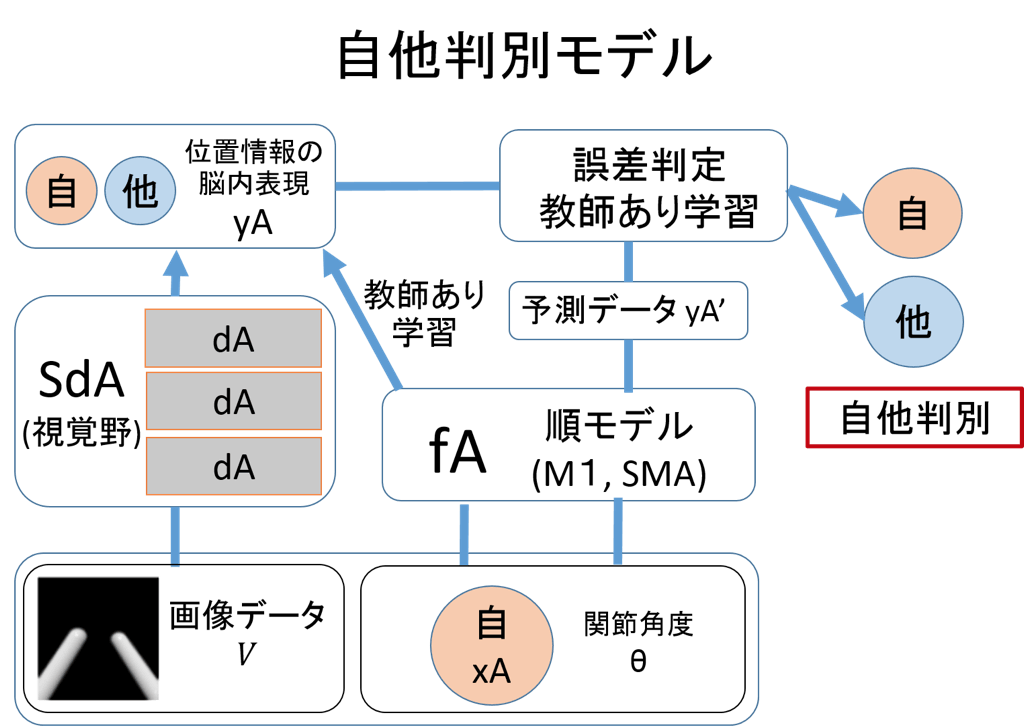 自他判別モデル
自
他
位置情報の
脳内表現
yA
誤差判定
教師あり学習
自
他
自他判別
教師あり
学習
予測データ yA’
SdA
(視覚野)
dA
dA
dA
fA
順モデル
(M１, SMA)
画像データ
V
自
xA
関節角度
θ